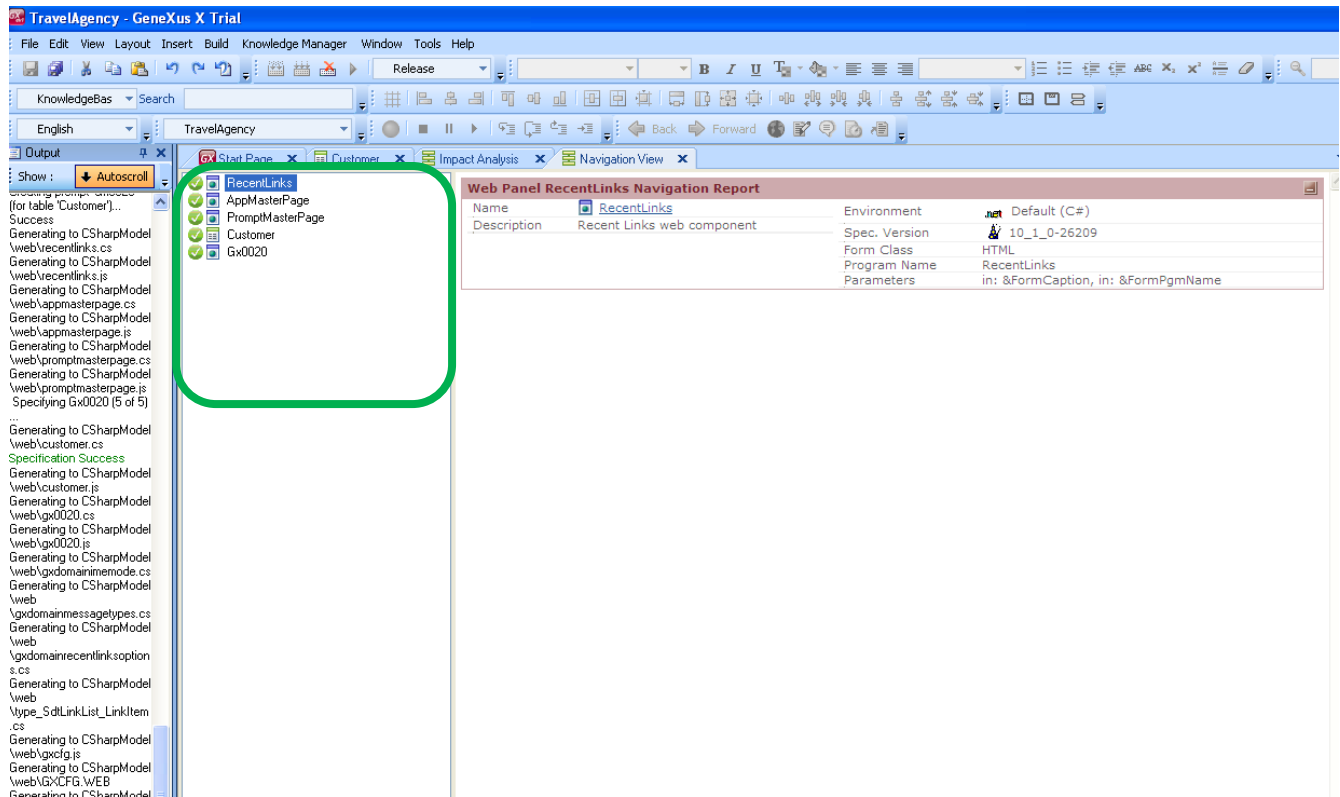 TravelAgency - GeneXus X Trial
File Edit View Layout Insert Build Knowledge Manager Window Tools Help
Release
B I U ABC X₁ x²
KnowledgeBas Search
English TravelAgency Back Forward
Output
Start Page Customer Impact Analysis Navigation View
Show : Autoscroll
(for table 'Customer')...
Success
Generating to CSharpModel
\web\recentlinks.cs
Generating to CSharpModel
\web\recentlinks.js
Generating to CSharpModel
\web\appmasterpage.cs
Generating to CSharpModel
\web\appmasterpage.js
Generating to CSharpModel
\web\promptmasterpage.cs
Generating to CSharpModel
\web\promptmasterpage.js
Specifying Gx0020 (5 of 5)
...
Generating to CSharpModel
\web\customer.cs
Specification Success
Generating to CSharpModel
\web\customer.js
Generating to CSharpModel
\web\gx0020.cs
Generating to CSharpModel
\web\gx0020.js
Generating to CSharpModel
\web\gxdomainimemode.cs
Generating to CSharpModel
\web
\gxdomainmessagetypes.cs
Generating to CSharpModel
\web
\gxdomainrecentlinksoption
s.cs
Generating to CSharpModel
\web
\type_SdtLinkList_LinkItem
.cs
Generating to CSharpModel
\web\gxcfg.js
Generating to CSharpModel
\web\GXCFG.WEB
Generating to CSharpModel
RecentLinks
AppMasterPage
PromptMasterPage
Customer
Gx0020
Web Panel RecentLinks Navigation Report
Name RecentLinks
Description Recent Links web component
Environment .net Default (C#)
Spec. Version 10_1_0-26209
Form Class HTML
Program Name RecentLinks
Parameters in: &FormCaption, in: &FormPgmName